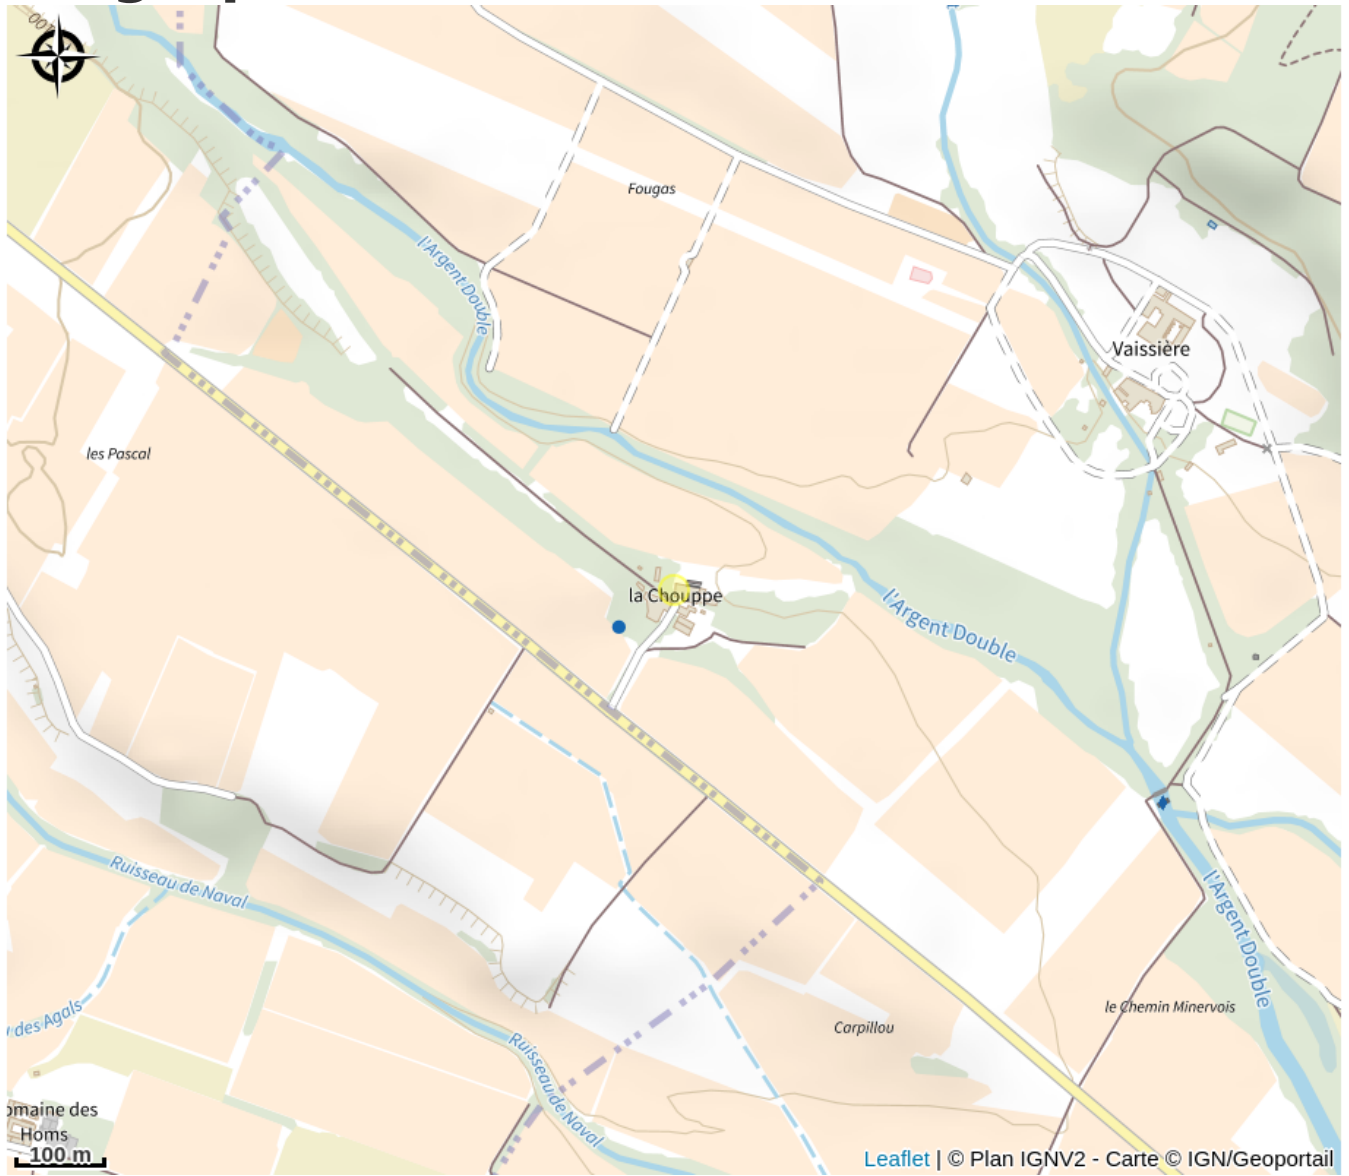 100
Fougas
l'Argent Double
Vaissière
les Pascal
la Chouppe
l'Argent Double
Ruisseau de Naval
l'Argent Double
des Agals
le Chemin Minervois
Carpillou
Ruisseau de Naval
omaine des
Homs
100 m
Leaflet | © Plan IGNV2 - Carte © IGN/Geoportail